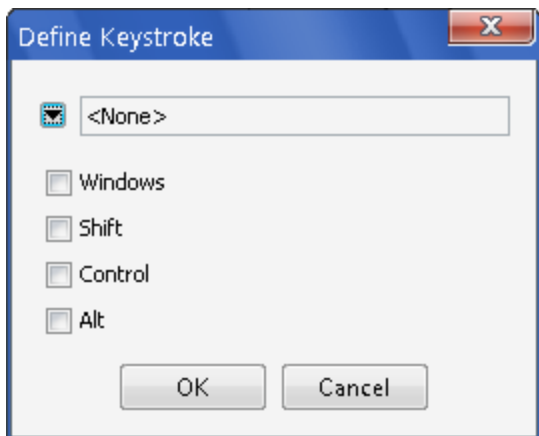 Define Keystroke
<None>
Windows
Shift
Control
Alt
OK Cancel